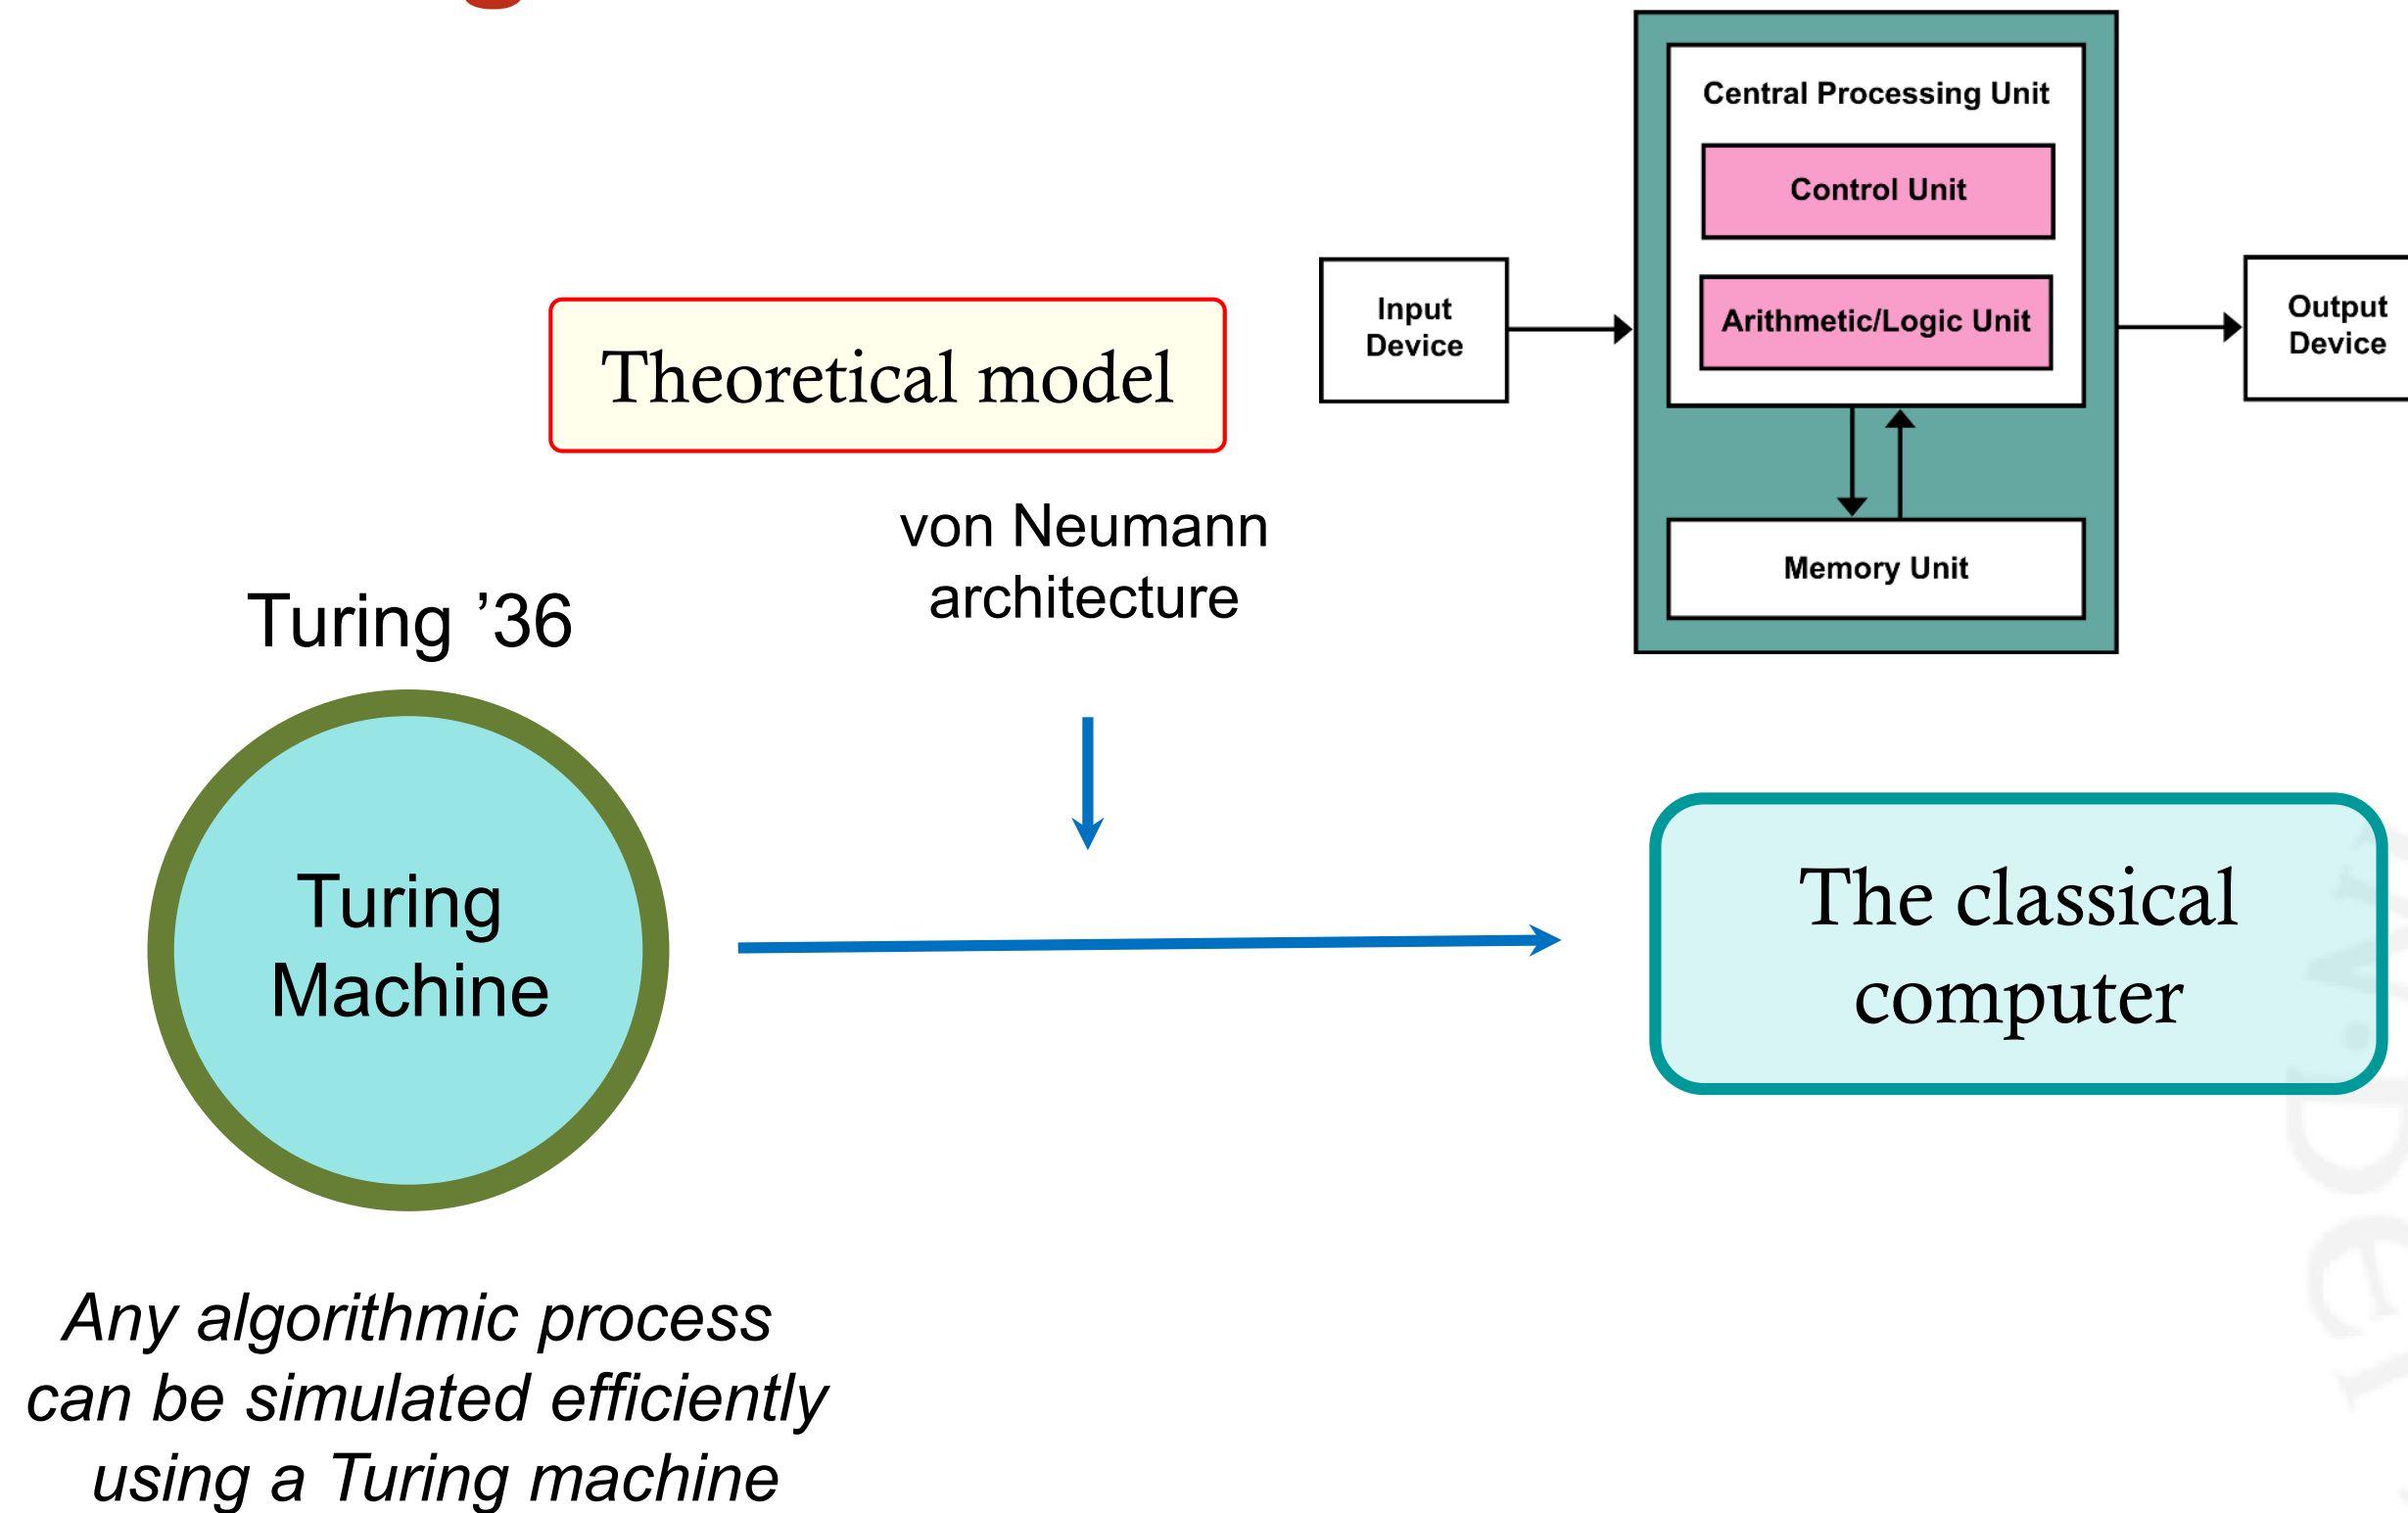 Central Processing Unit
Control Unit
Arithmetic/Logic Unit
Input
Device
Output
Device
Memory Unit
Theoretical model
von Neumann
architecture
Turing ’36
Turing
Machine
The classical
computer
Any algorithmic process
can be simulated efficiently
using a Turing machine